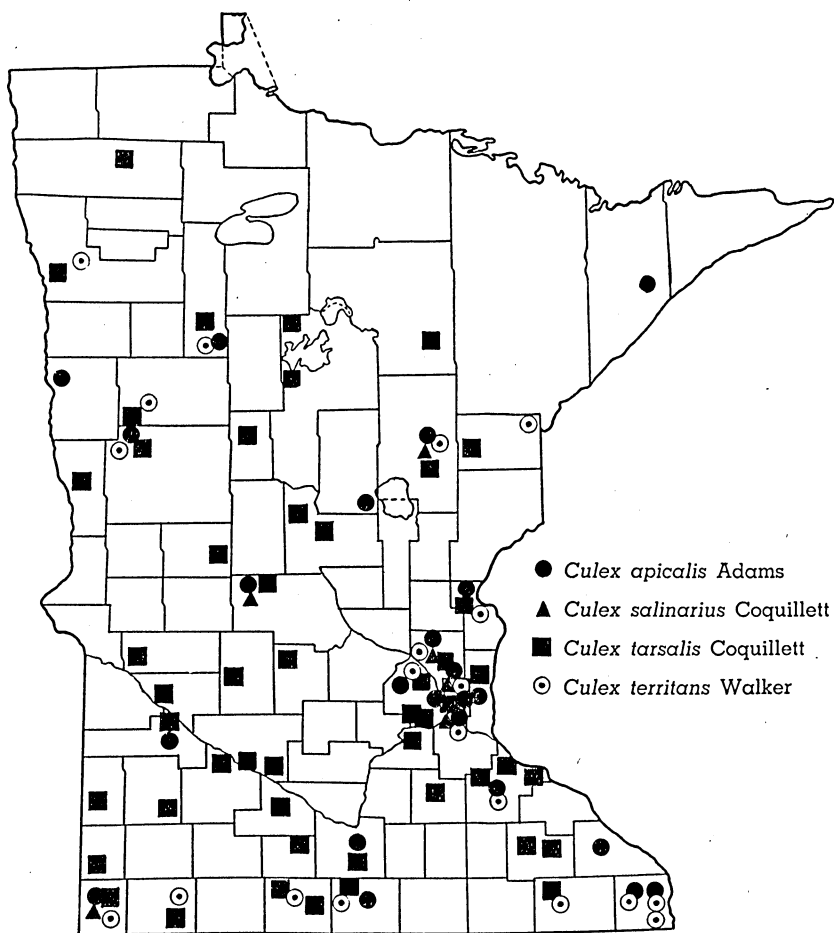 Culex apicalis Adams
Culex salinarius Coquillett
Culex tarsalis Coquillett
Culex territans Walker